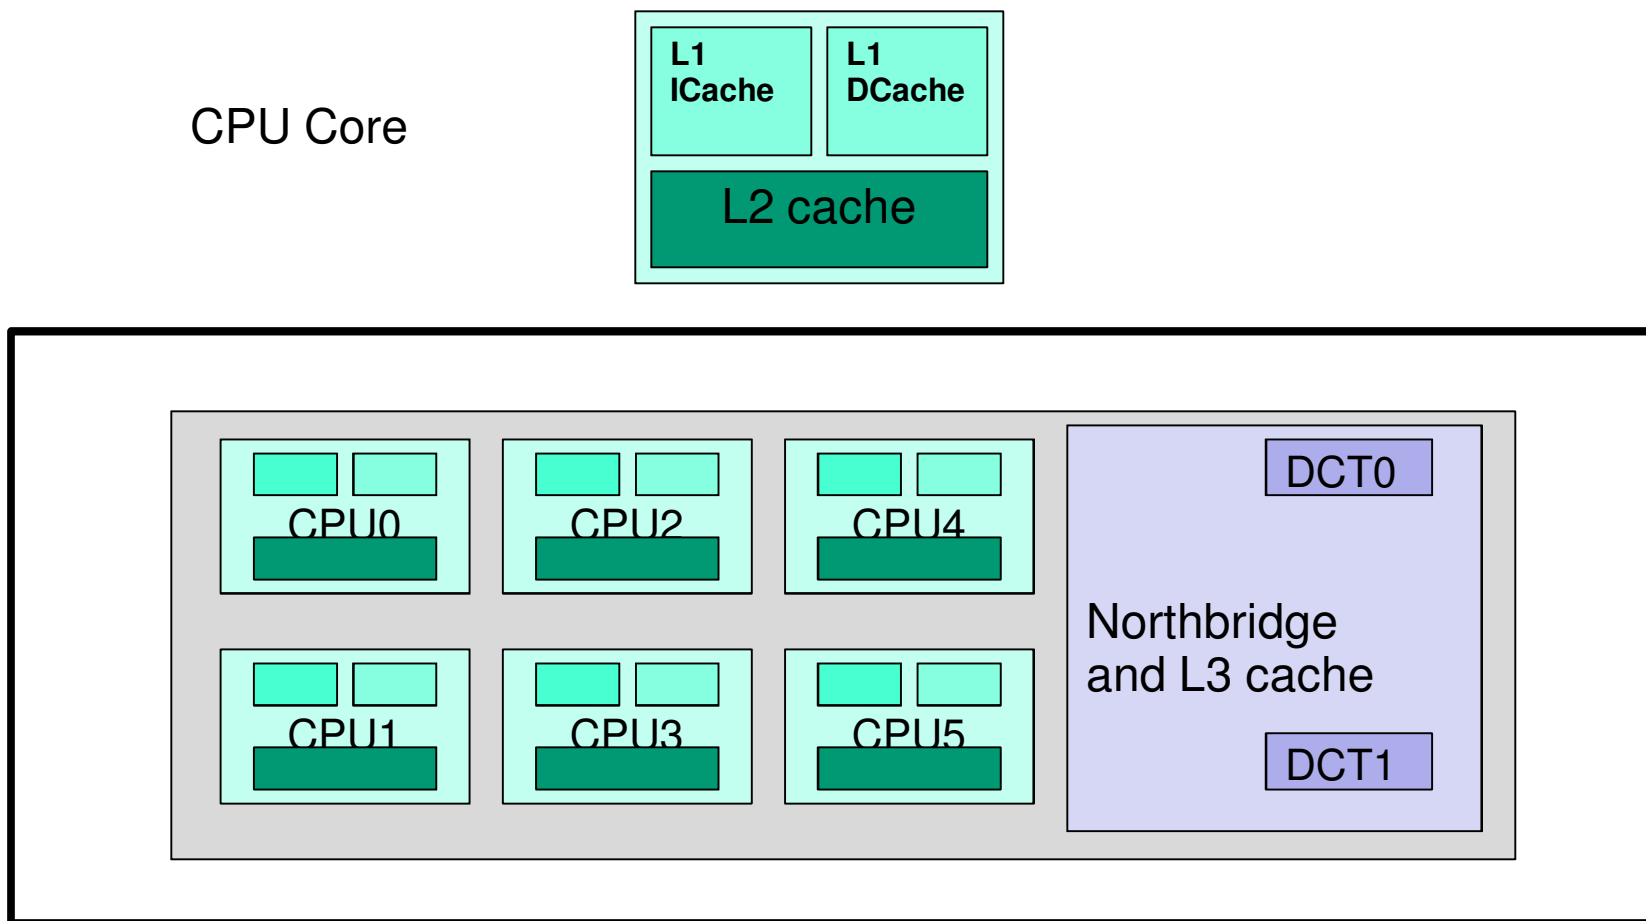 CPU Core
L1
ICache
L1
DCache
L2 cache
CPU0
CPU2
CPU4
DCT0
Northbridge
and L3 cache
CPU1
CPU3
CPU5
DCT1